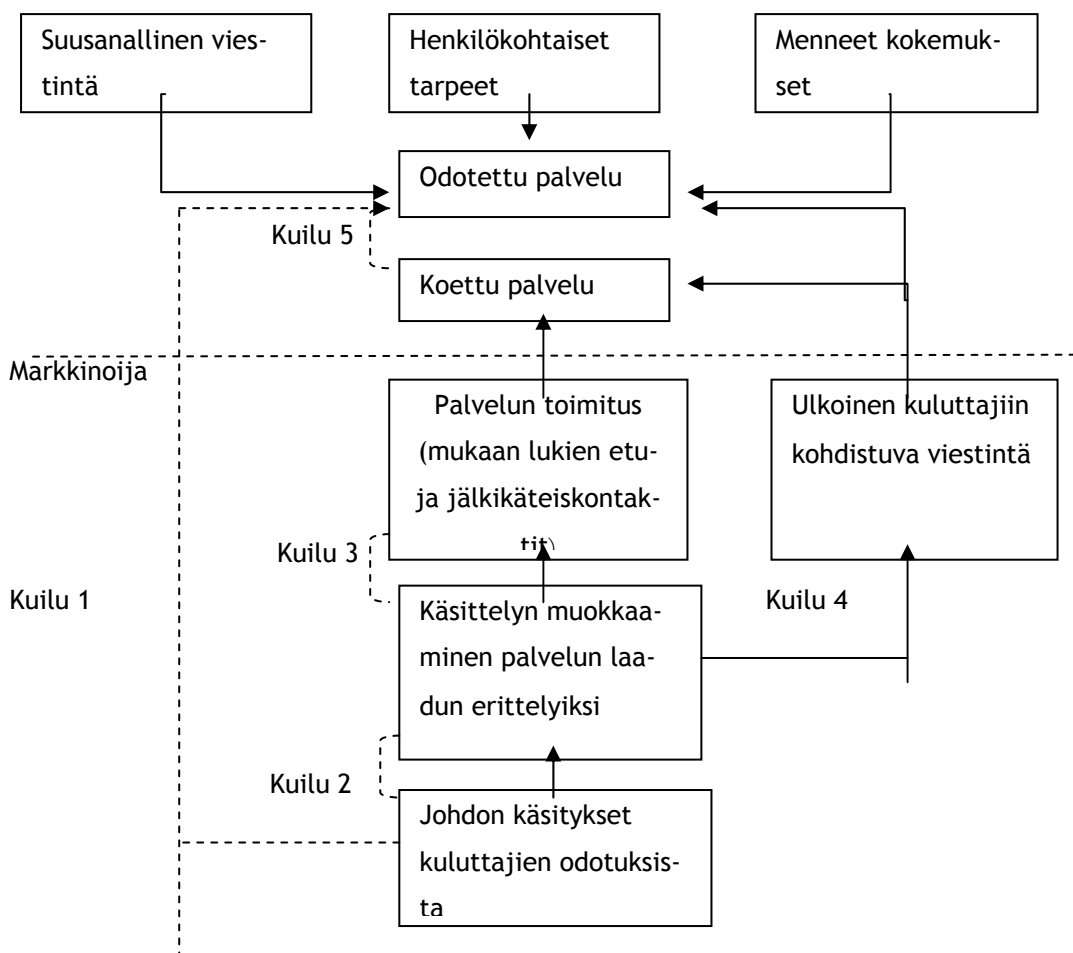 Suusanallinen vies-
tintä
Henkilökohtaiset
tarpeet
Menneet kokemuk-
set
Odotettu palvelu
Kuilu 5
Koettu palvelu
Markkinoija
Palvelun toimitus
(mukaan lukien etu-
ja jälkikäteiskontak-
tit)
Ulkoinen kuluttajiin
kohdistuva viestintä
Kuilu 3
Kuilu 1
Käsittelyn muokkaa-
minen palvelun laa-
dun erittelyiksi
Kuilu 4
Kuilu 2
Johdon käsitykset
kuluttajien odotuksis-
ta